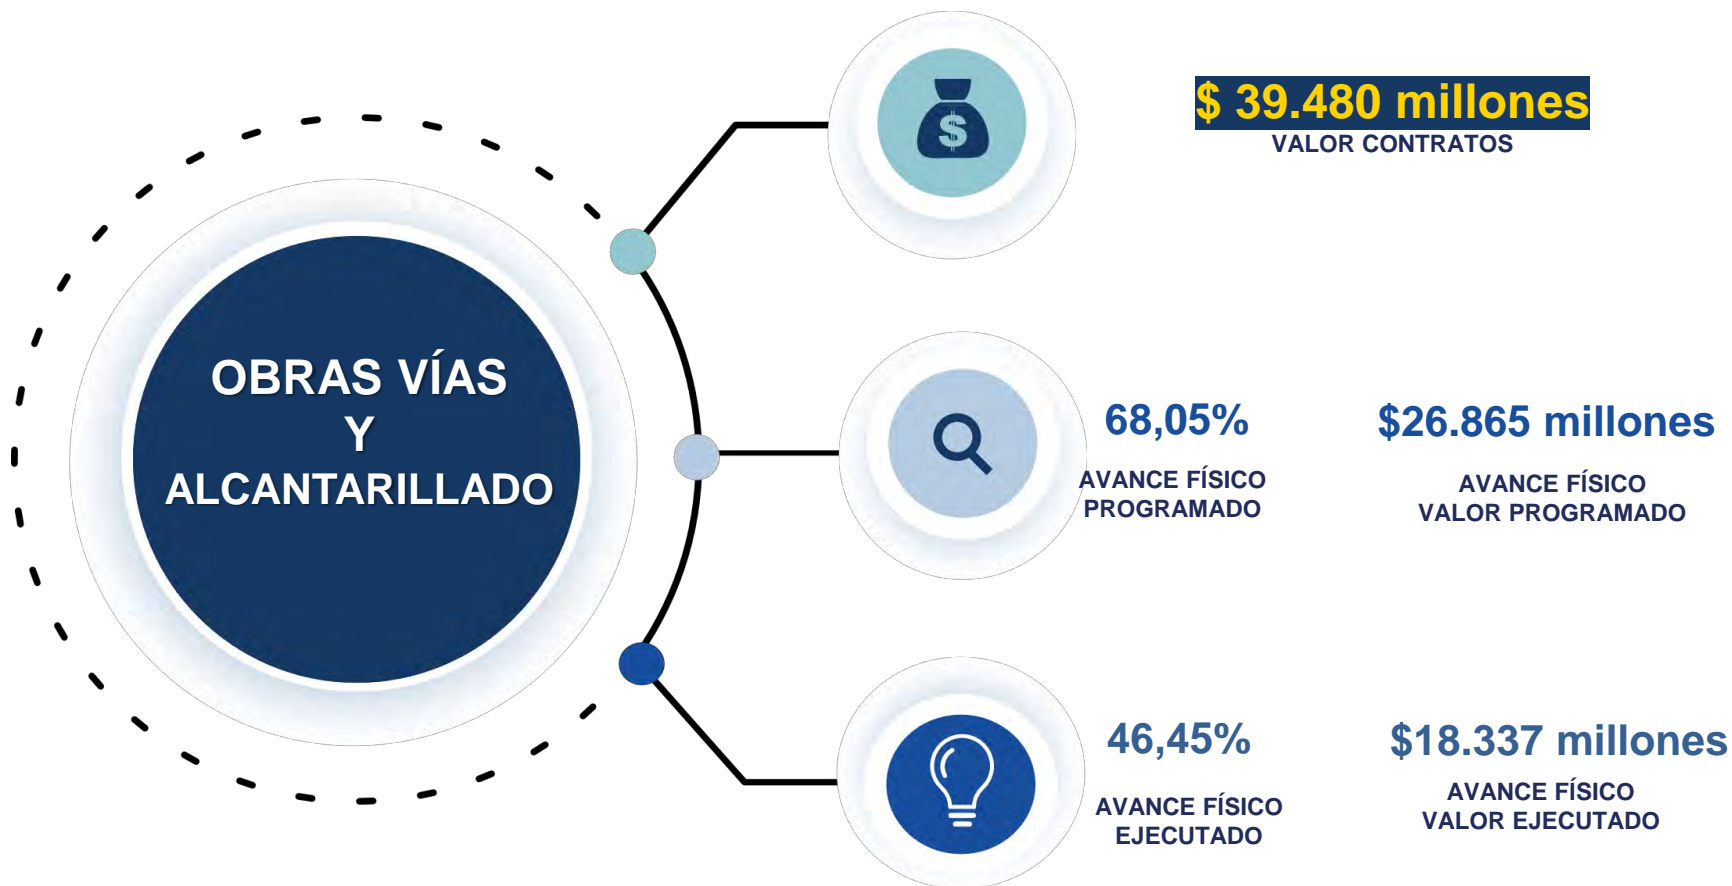 OBRAS VÍAS
Y
ALCANTARILLADO
$
$ 39.480 millones
VALOR CONTRATOS
68,05%
AVANCE FÍSICO
PROGRAMADO
$26.865 millones
AVANCE FÍSICO
VALOR PROGRAMADO
46,45%
AVANCE FÍSICO
EJECUTADO
$18.337 millones
AVANCE FÍSICO
VALOR EJECUTADO